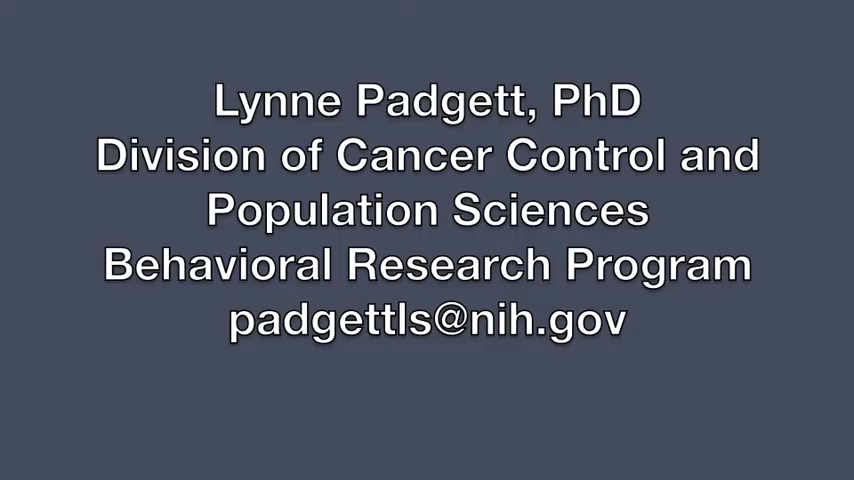 Lynne Padgett, PhD
Division of Cancer Control and
Population Sciences
Behavioral Research Program
padgettls@nih.gov